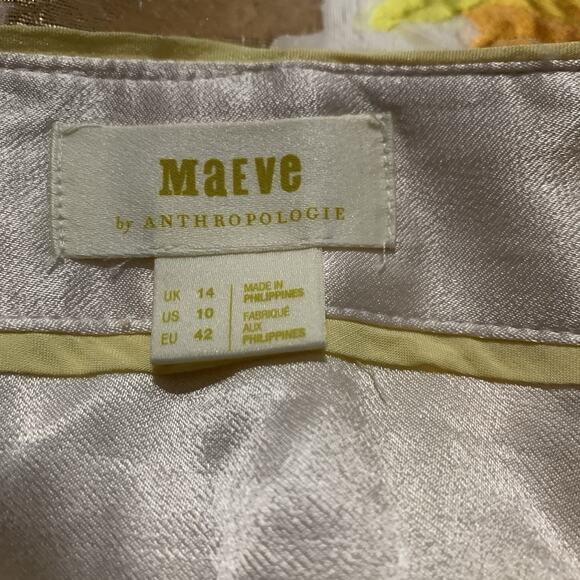 MaEVe
by ANTHROPOLOGIE
UK 14
US 10
EU 42
MADE IN
PHILIPPINES
FABRIQUÉ
AUX
PHILIPPINES